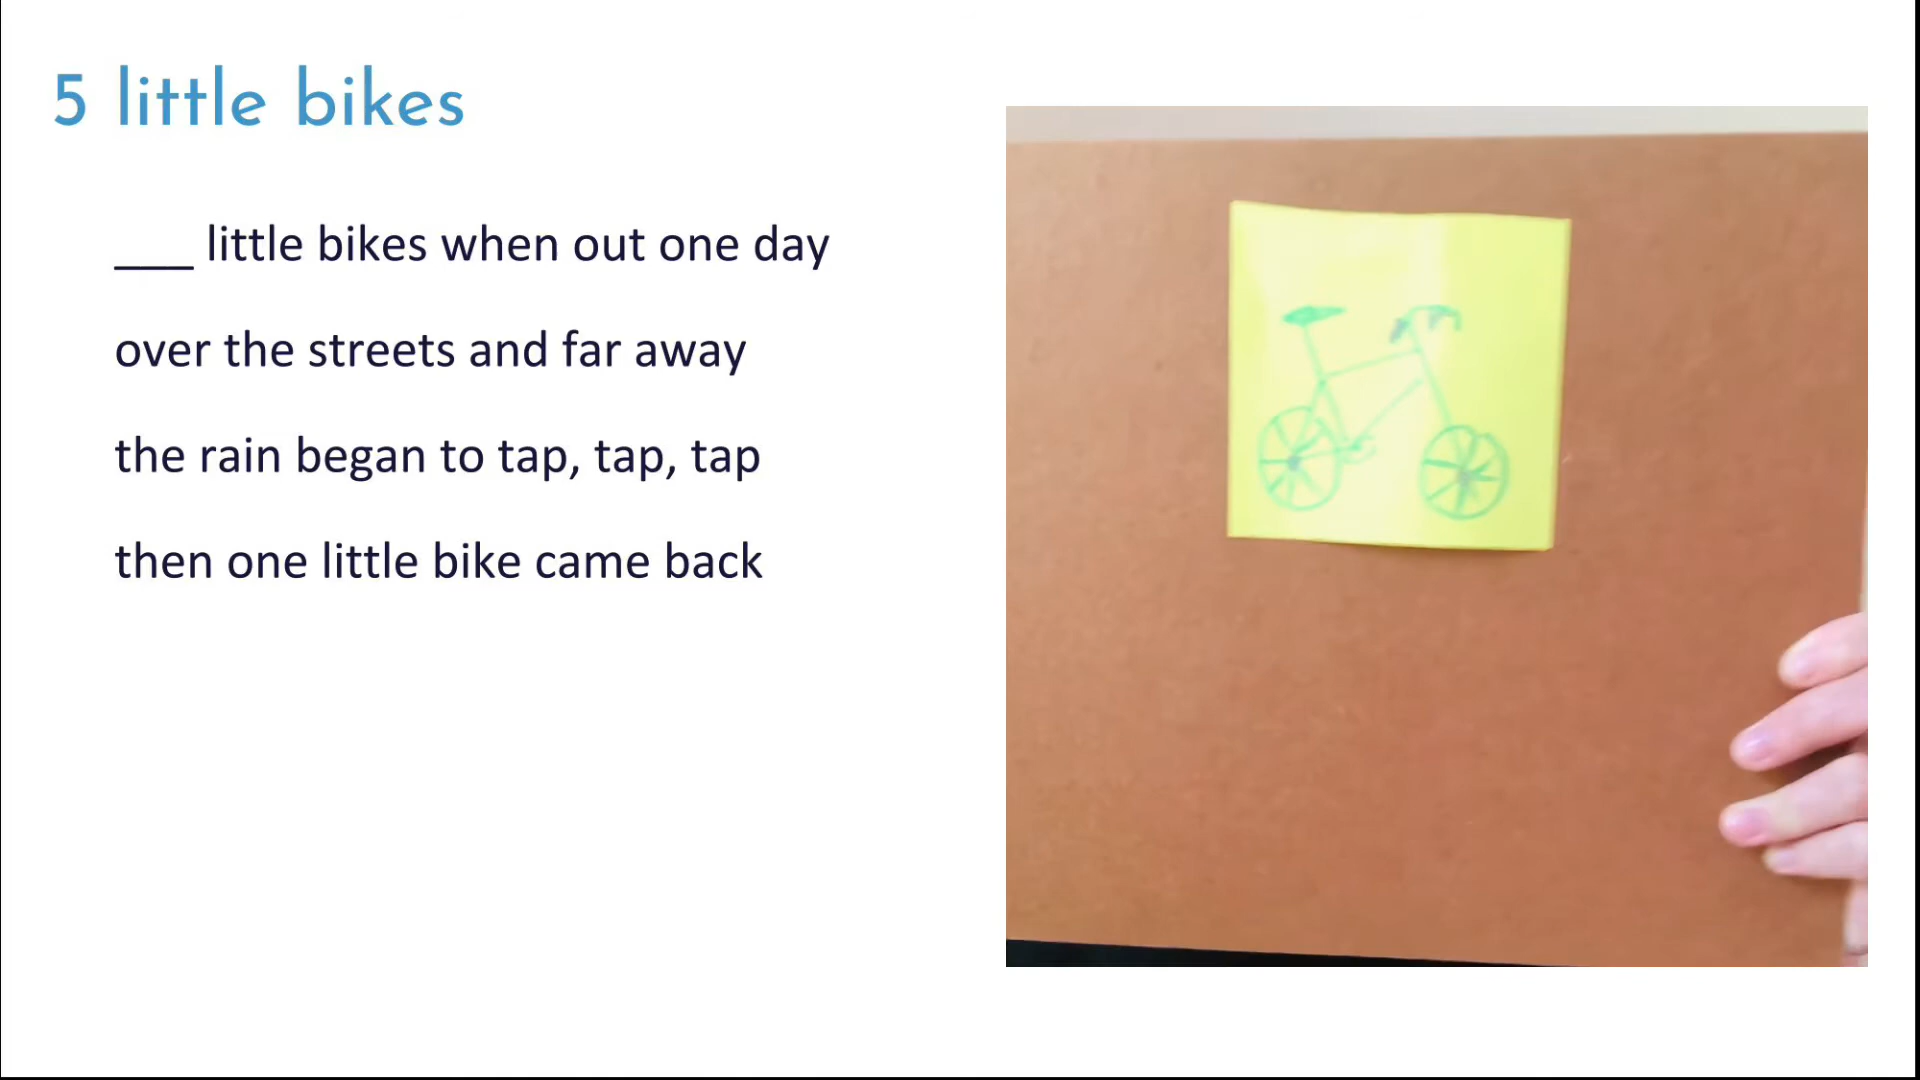 5 little bikes
___ little bikes when out one day
over the streets and far away
the rain began to tap, tap, tap
then one little bike came back